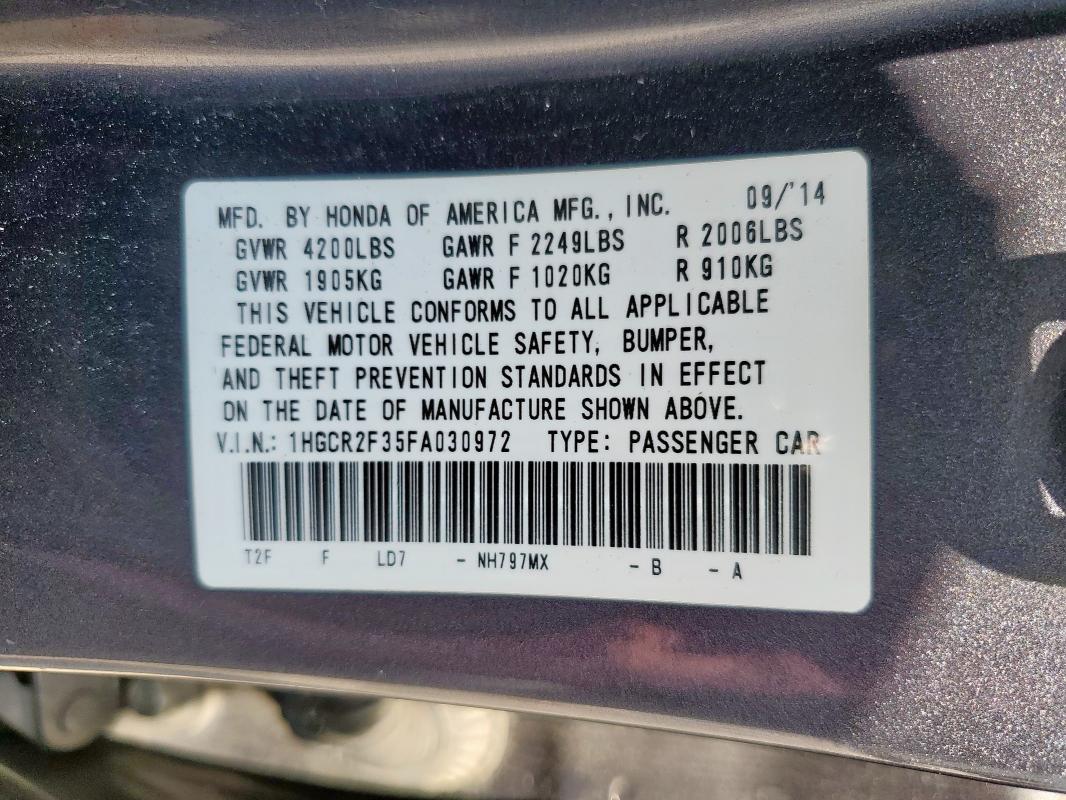 MFD. BY HONDA OF AMERICA MFG., INC. 09/'14
GVWR 4200LBS GAWR F 2249LBS R 2006LBS
GVWR 1905KG GAWR F 1020KG R 910KG
THIS VEHICLE CONFORMS TO ALL APPLICABLE
FEDERAL MOTOR VEHICLE SAFETY, BUMPER,
AND THEFT PREVENTION STANDARDS IN EFFECT
ON THE DATE OF MANUFACTURE SHOWN ABOVE.
V.I.N.: 1HGCR2F35FA030972 TYPE: PASSENGER CAR
T2F F LD7 - NH797MX - B - A